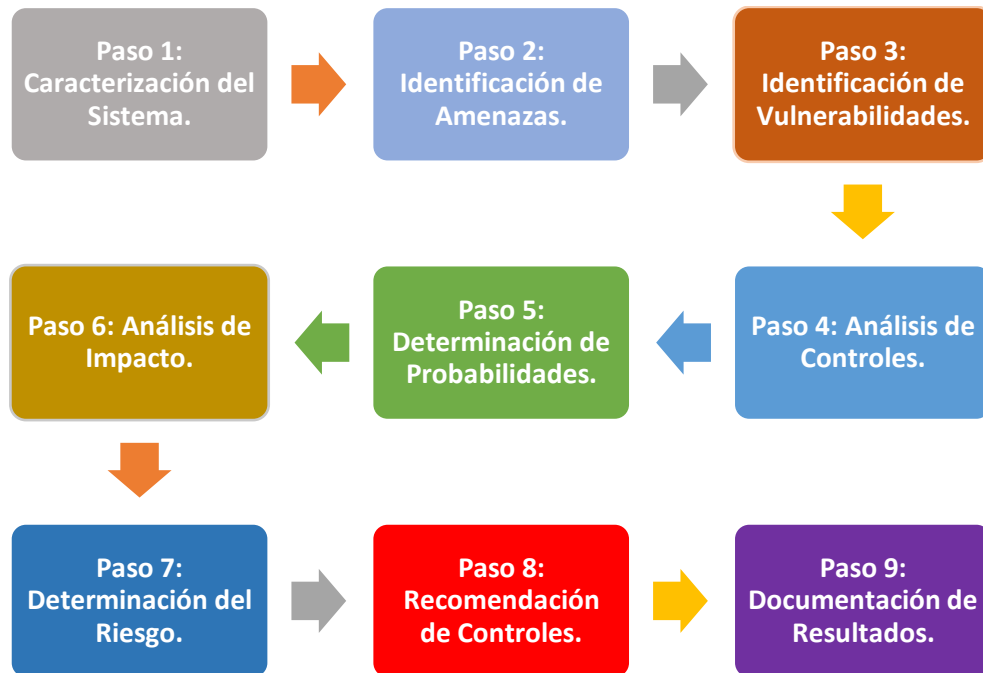 Paso 1:
Caracterización del
Sistema.
Paso 2:
Identificación de
Amenazas.
Paso 3:
Identificación de
Vulnerabilidades.
Paso 4: Análisis de
Controles.
Paso 5:
Determinación de
Probabilidades.
Paso 6: Análisis de
Impacto.
Paso 7:
Determinación del
Riesgo.
Paso 8:
Recomendación
de Controles.
Paso 9:
Documentación de
Resultados.